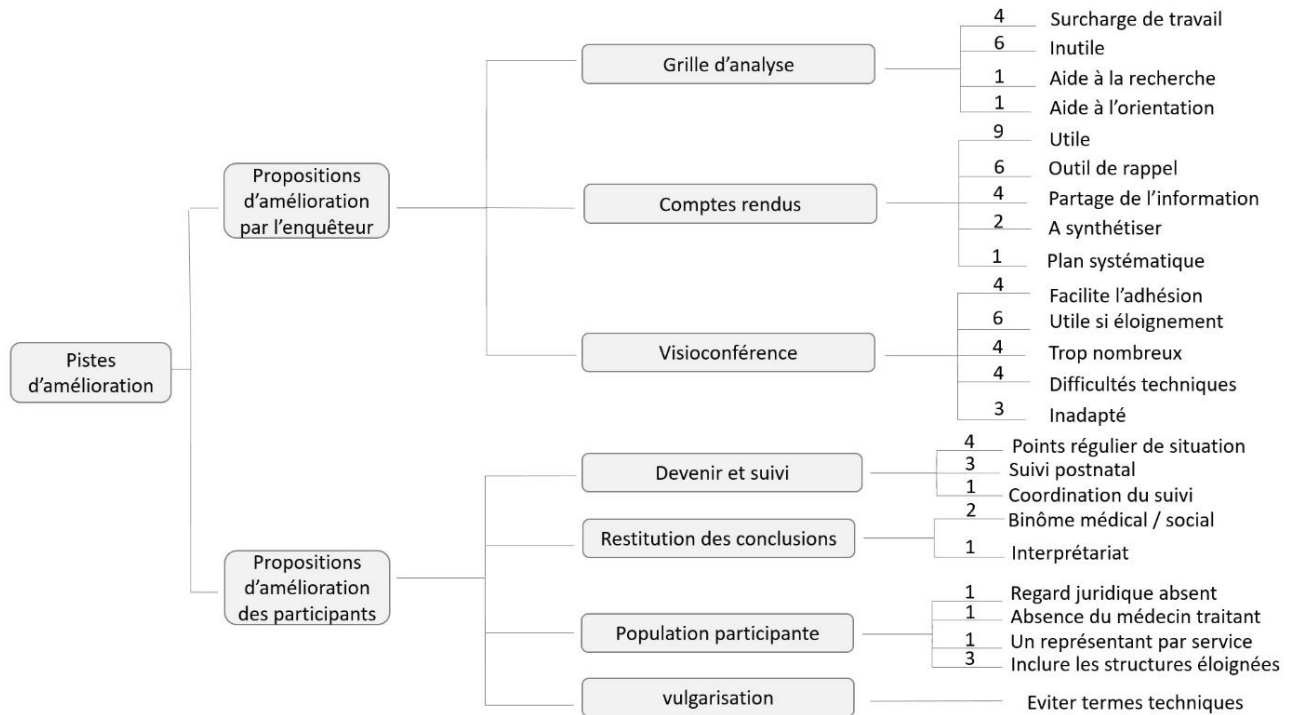 Pistes
d'amélioration
Propositions
d'amélioration
par l'enquêteur
Grille d'analyse
4 Surcharge de travail
6 Inutile
1 Aide à la recherche
1 Aide à l'orientation
Comptes rendus
9 Utile
6 Outil de rappel
4 Partage de l'information
2 A synthétiser
1 Plan systématique
Visioconférence
4 Facilite l'adhésion
6 Utile si éloignement
4 Trop nombreux
4 Difficultés techniques
3 Inadapté
Propositions
d'amélioration
des participants
Devenir et suivi
4 Points régulier de situation
3 Suivi postnatal
1 Coordination du suivi
Restitution des conclusions
2 Binôme médical / social
1 Interprétariat
Population participante
1 Regard juridique absent
1 Absence du médecin traitant
1 Un représentant par service
3 Inclure les structures éloignées
vulgarisation
Eviter termes techniques